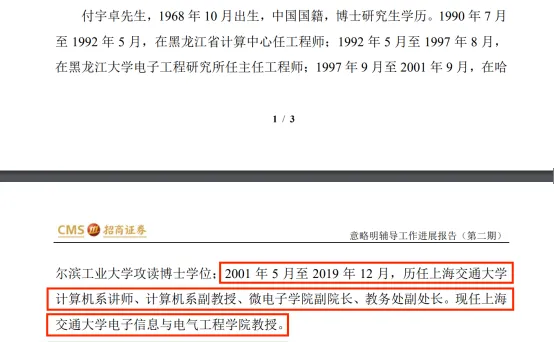 付宇卓先生，1968 年 10 月出生，中国国籍，博士研究生学历。1990 年 7 月
至 1992 年 5 月，在黑龙江省计算中心任工程师；1992 年 5 月至 1997 年 8 月，
在黑龙江大学电子工程研究所任主任工程师；1997 年 9 月至 2001 年 9 月，在哈
1 / 3
CMS 招商证券
意略明辅导工作进展报告（第二期）
尔滨工业大学攻读博士学位；2001 年 5 月至 2019 年 12 月，历任上海交通大学
计算机系讲师、计算机系副教授、微电子学院副院长、教务处副处长。现任上海
交通大学电子信息与电气工程学院教授。